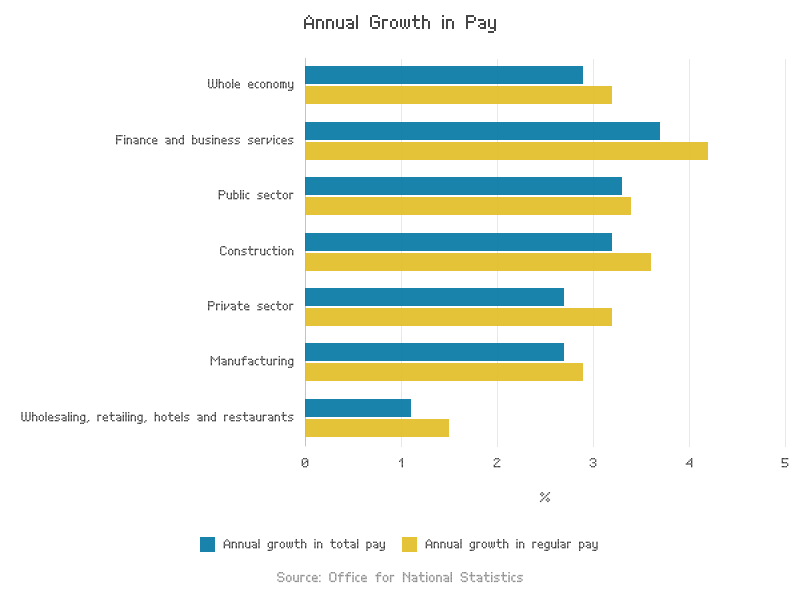 Annual Growth in Pay
Whole economy
Finance and business services
Public sector
Construction
Private sector
Manufacturing
Wholesaling, retailing, hotels and restaurants
0 1 2 3 4 5
%
Annual growth in total pay Annual growth in regular pay
Source: Office for National Statistics